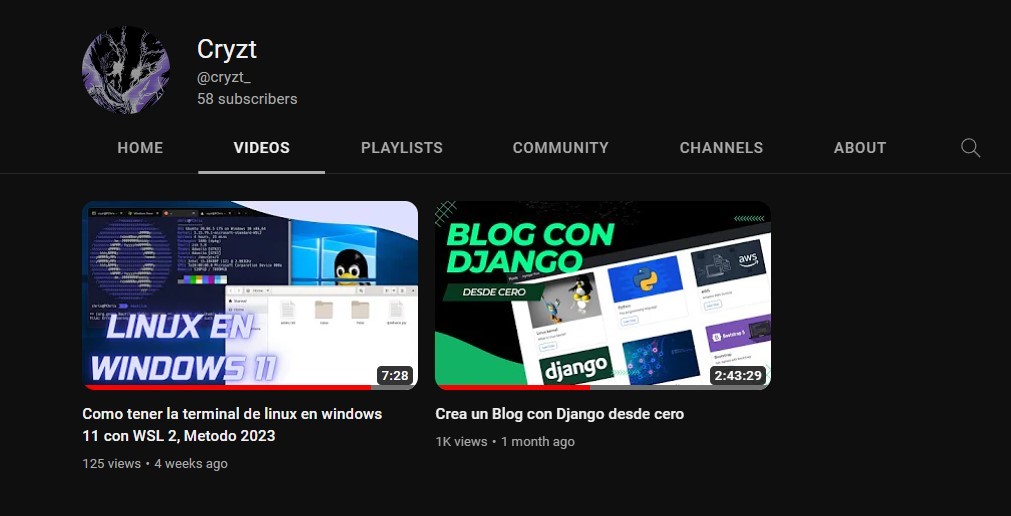 Cryzt
@cryzt_
58 subscribers
HOME
VIDEOS
PLAYLISTS
COMMUNITY
CHANNELS
ABOUT
LINUX EN
WINDOWS 11
7:28
BLOG CON
DJANGO
DESDE CERO
Python
aws
Bootstrap 5
django
2:43:29
Como tener la terminal de linux en windows
11 con WSL 2, Metodo 2023
125 views • 4 weeks ago
Crea un Blog con Django desde cero
1K views • 1 month ago